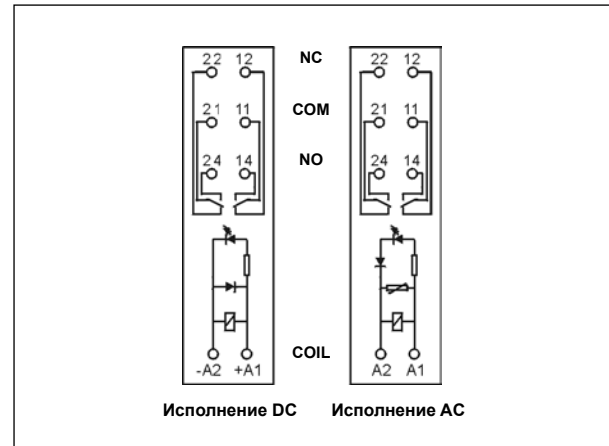 22 12 NC 22 12
21 11 COM 21 11
24 14 NO 24 14
-A2 +A1 COIL A2 A1
Исполнение DC Исполнение AC